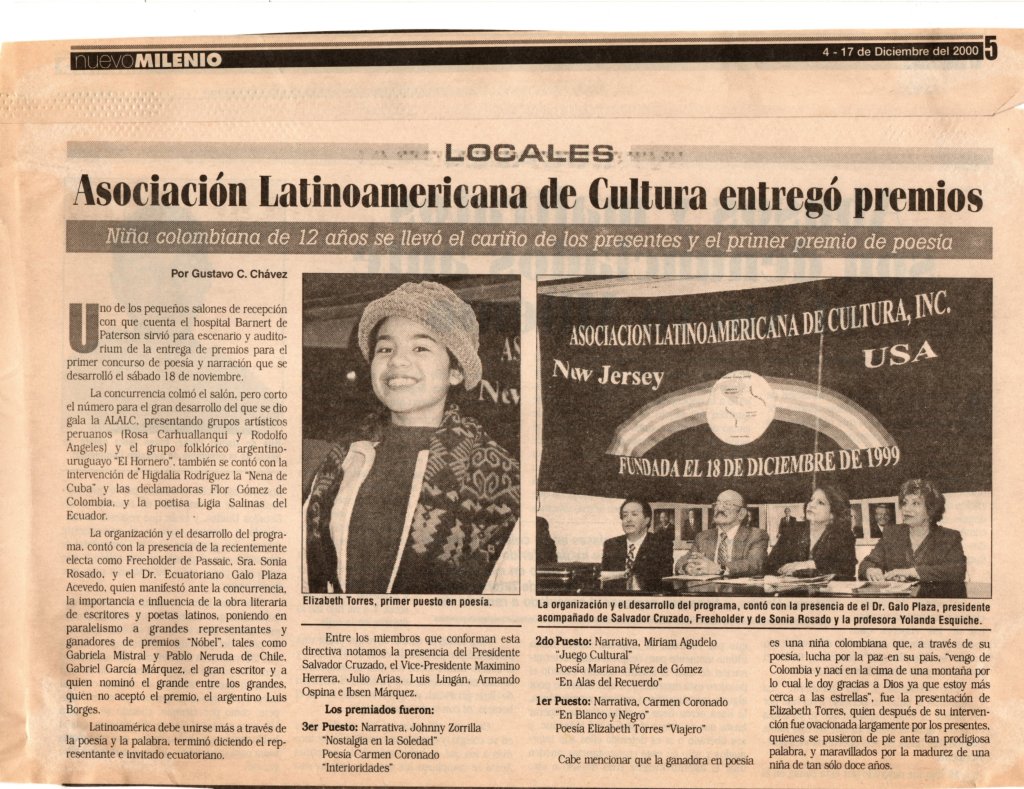 nuevoMILENIO
4 - 17 de Diciembre del 2000 5
LOCALES
Asociación Latinoamericana de Cultura entregó premios
Niña colombiana de 12 años se llevó el cariño de los presentes y el primer premio de poesía
Por Gustavo C. Chávez
Uno de los pequeños salones de recepción
con que cuenta el hospital Barnert de
Paterson sirvió para escenario y audito-
rium de la entrega de premios para el
primer concurso de poesía y narración que se
desarrolló el sábado 18 de noviembre.
La concurrencia colmó el salón, pero corto
el número para el gran desarrollo del que se dio
gala la ALALC, presentando grupos artísticos
peruanos (Rosa Carhuallanqui y Rodolfo
Angeles) y el grupo folklórico argentino-
uruguayo "El Hornero", también se contó con la
intervención de Higdalia Rodríguez la "Nena de
Cuba" y las declamadoras Flor Gómez de
Colombia, y la poetisa Ligia Salinas del
Ecuador.
La organización y el desarrollo del progra-
ma, contó con la presencia de la recientemente
electa como Freeholder de Passaic, Sra. Sonia
Rosado, y el Dr. Ecuatoriano Galo Plaza
Acevedo, quien manifestó ante la concurrencia,
la importancia e influencia de la obra literaria
de escritores y poetas latinos, poniendo en
paralelismo a grandes representantes y
ganadores de premios "Nóbel", tales como
Gabriela Mistral y Pablo Neruda de Chile,
Gabriel García Márquez, el gran escritor y a
quien nominó el grande entre los grandes,
quien no aceptó el premio, el argentino Luis
Borges.
Latinoamérica debe unirse más a través de
la poesía y la palabra, terminó diciendo el rep-
resentante e invitado ecuatoriano.
AS
New
Elizabeth Torres, primer puesto en poesía.
ASOCIACION LATINOAMERICANA DE CULTURA, INC.
New Jersey
USA
FUNDADA EL 18 DE DICIEMBRE DE 1999
La organización y el desarrollo del programa, contó con la presencia de el Dr. Galo Plaza, presidente
acompañado de Salvador Cruzado, Freeholder y de Sonia Rosado y la profesora Yolanda Esquiche.
Entre los miembros que conforman esta
directiva notamos la presencia del Presidente
Salvador Cruzado, el Vice-Presidente Maximino
Herrera, Julio Arias, Luis Lingán, Armando
Ospina e Ibsen Márquez.
Los premiados fueron:
3er Puesto: Narrativa, Johnny Zorrilla
"Nostalgia en la Soledad"
Poesía Carmen Coronado
"Interioridades"
2do Puesto: Narrativa, Miriam Agudelo
"Juego Cultural"
Poesía Mariana Pérez de Gómez
"En Alas del Recuerdo"
1er Puesto: Narrativa, Carmen Coronado
"En Blanco y Negro"
Poesía Elizabeth Torres "Viajero"
Cabe mencionar que la ganadora en poesía
es una niña colombiana que, a través de su
poesía, lucha por la paz en su país, "vengo de
Colombia y nací en la cima de una montaña por
lo cual le doy gracias a Dios ya que estoy más
cerca a las estrellas", fue la presentación de
Elizabeth Torres, quien después de su interven-
ción fue ovacionada largamente por los presentes,
quienes se pusieron de pie ante tan prodigiosa
palabra, y maravillados por la madurez de una
niña de tan sólo doce años.